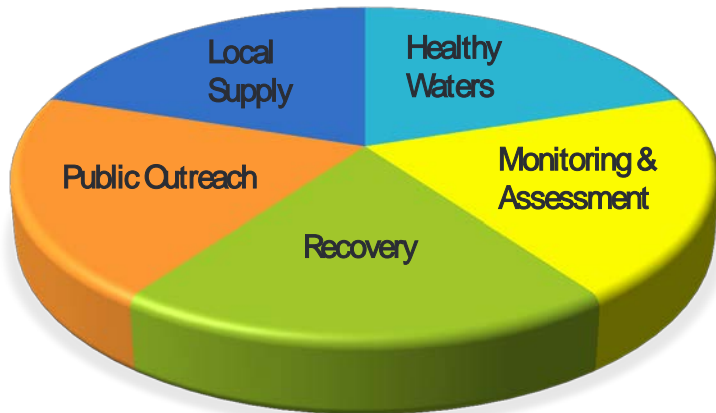 Local
Supply
Healthy
Waters
Public Outreach
Monitoring &
Assessment
Recovery